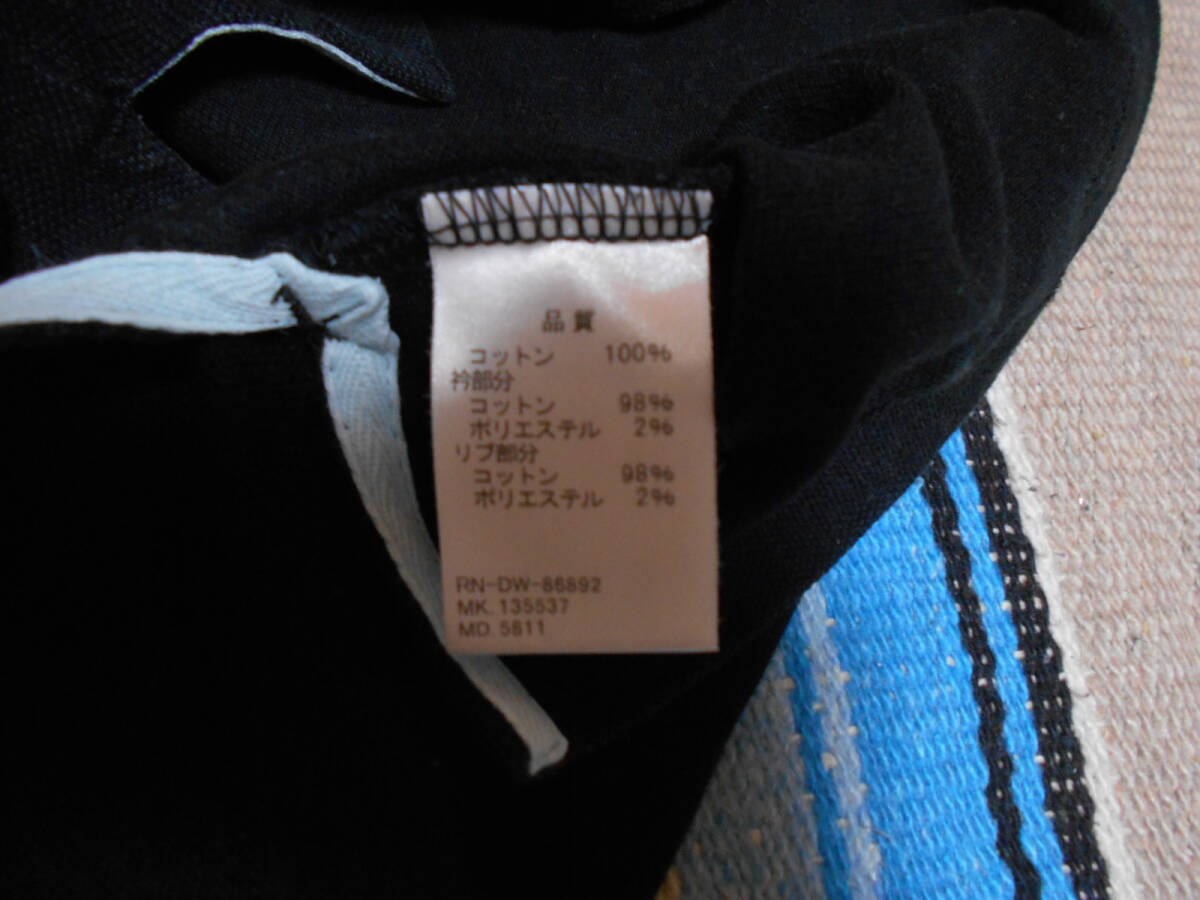 品質
コットン 100%
衿部分
コットン 98%
ポリエステル 2%
リブ部分
コットン 98%
ポリエステル 2%
RN-DW-86892
MK. 135537
MD. 5811